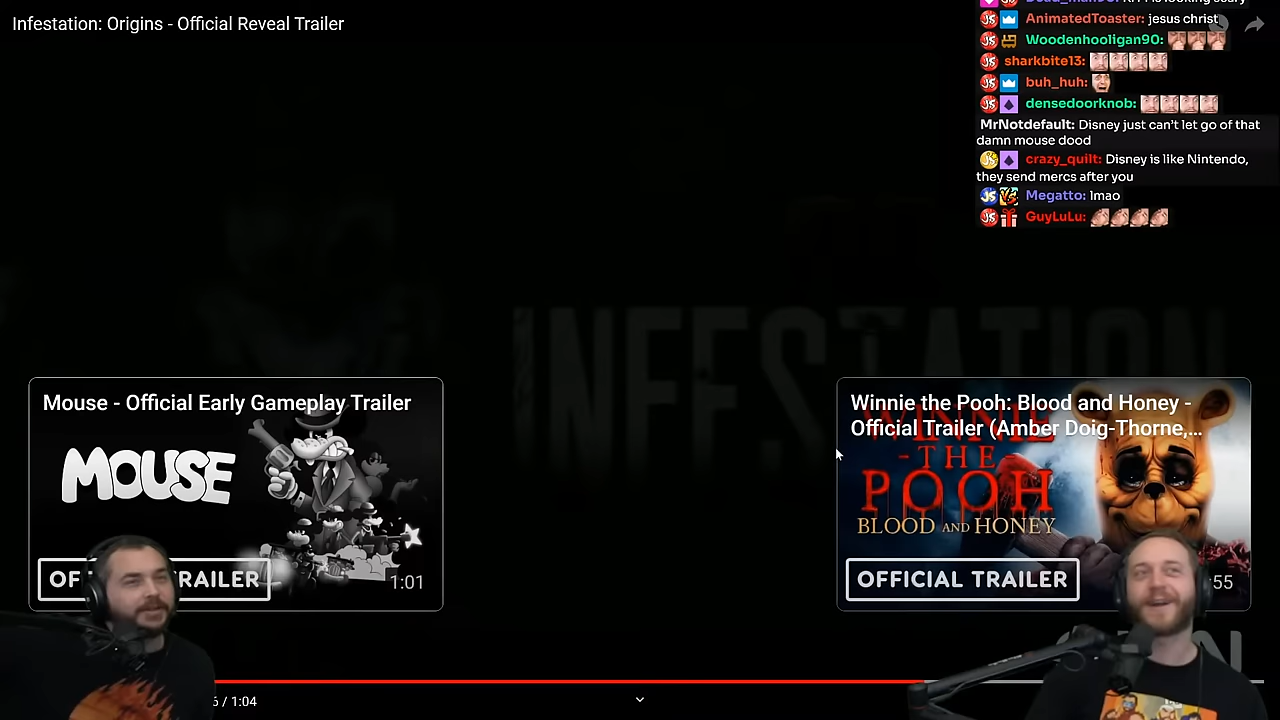 Infestation: Origins - Official Reveal Trailer
AnimatedToaster: jesus christ
Woodenhooligan90:
sharkbite13:
buh_huh:
densedoorknob:
MrNotdefault: Disney just can't let go of that
damn mouse dood
crazy_quilt: Disney is like Nintendo,
they send mercs after you
Megatto: lmao
GuyLuLu:
INFESTATION
Mouse - Official Early Gameplay Trailer
MOUSE
1:01
Winnie the Pooh: Blood and Honey -
Official Trailer (Amber Doig-Thorne,...
WINNIE
-THE
POOH
BLOOD AND HONEY
OFFICIAL TRAILER
:55
/ 1:04